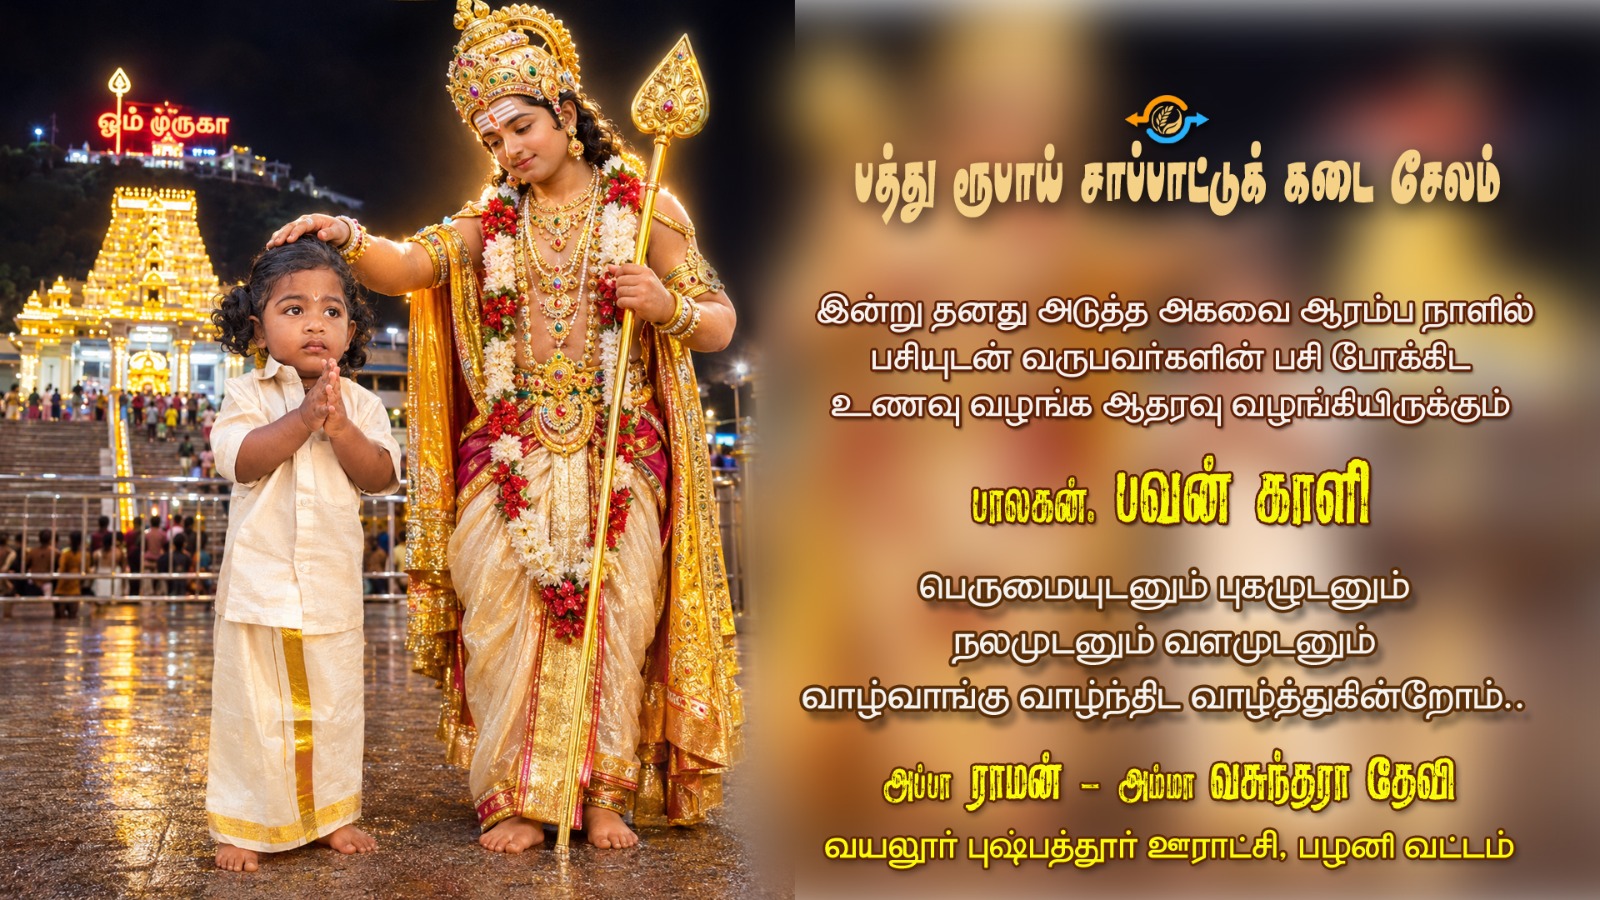 ஓம் முருகா
பத்து ரூபாய் சாப்பாட்டுக் கடை சேலம்
இன்று தனது அடுத்த அகவை ஆரம்ப நாளில்
பசியுடன் வருபவர்களின் பசி போக்கிட
உணவு வழங்க ஆதரவு வழங்கியிருக்கும்
பாலகன். பவன் காளி
பெருமையுடனும் புகழுடனும்
நலமுடனும் வளமுடனும்
வாழ்வாங்கு வாழ்ந்திட வாழ்த்துகின்றோம்..
அப்பா ராமன் - அம்மா வசுந்தரா தேவி
வயலூர் புஷ்பத்தூர் ஊராட்சி, பழனி வட்டம்